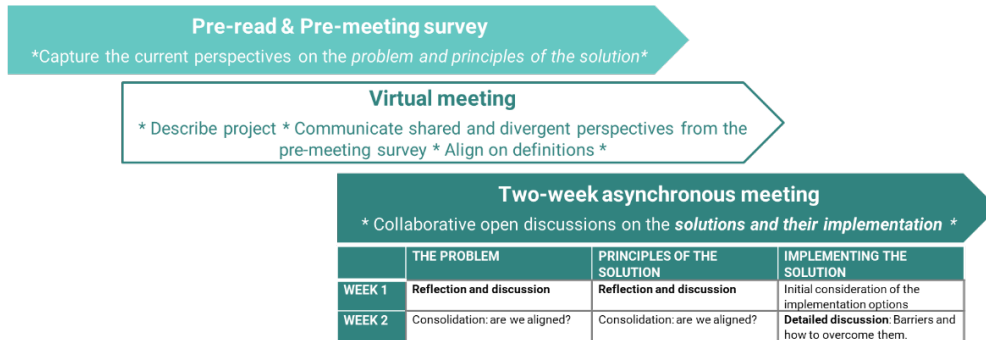 Pre-read & Pre-meeting survey
*Capture the current perspectives on the problem and principles of the solution*
Virtual meeting
* Describe project * Communicate shared and divergent perspectives from the
pre-meeting survey * Align on definitions *
Two-week asynchronous meeting
* Collaborative open discussions on the solutions and their implementation *
THE PROBLEM
PRINCIPLES OF THE
SOLUTION
IMPLEMENTING THE
SOLUTION
WEEK 1
Reflection and discussion
Reflection and discussion
Initial consideration of the
implementation options
WEEK 2
Consolidation: are we aligned?
Consolidation: are we aligned?
Detailed discussion: Barriers and
how to overcome them.